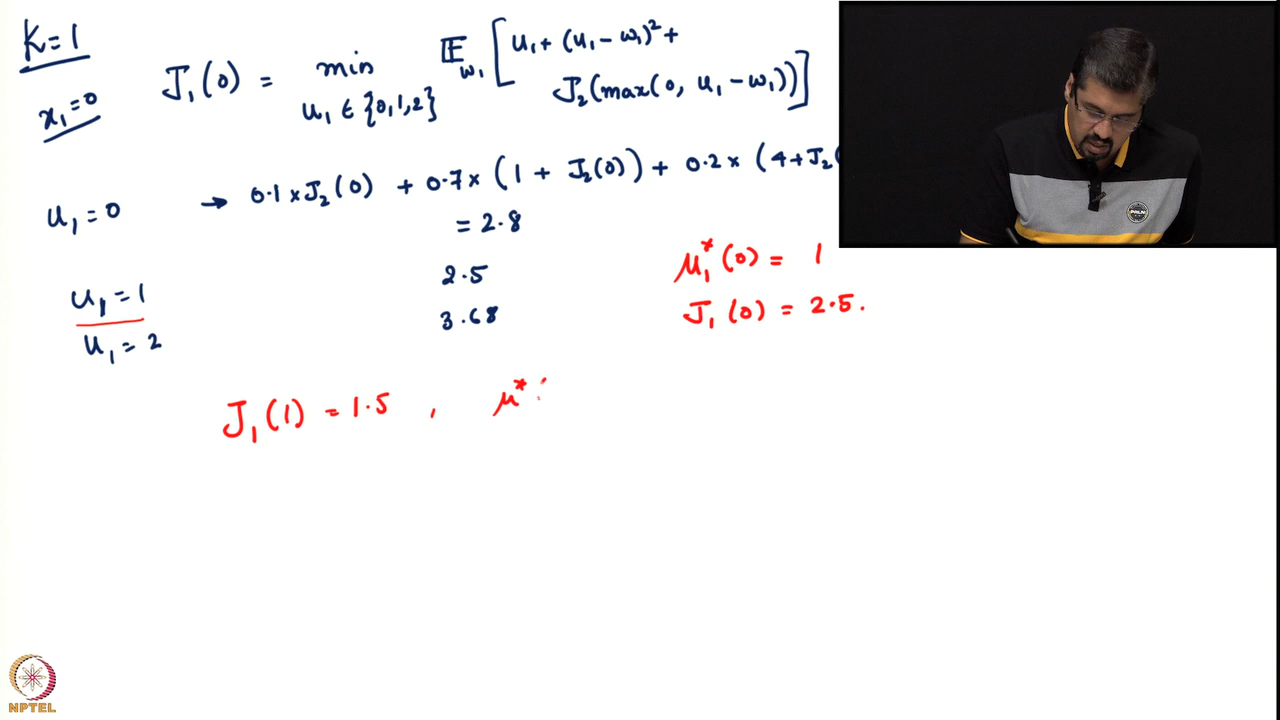 K=1
x₁=0
J₁(0) = min E_w₁ [u₁ + (u₁ - w₁)² +
u₁ ∈ {0,1,2} J₂(max(0, u₁ - w₁))]
u₁ = 0 → 0.1 x J₂(0) + 0.7 x (1 + J₂(0)) + 0.2 x (4 + J₂(
= 2.8
u₁ = 1 2.5
u₁ = 2 3.68
μ₁*(0) = 1
J₁(0) = 2.5.
J₁(1) = 1.5 , μ*
NPTEL